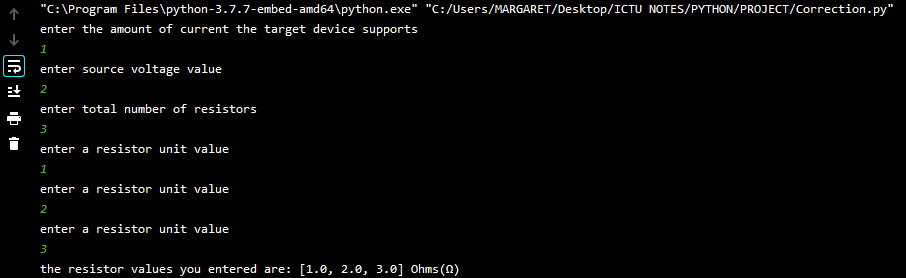 "C:\Program Files\python-3.7.7-embed-amd64\python.exe" "C:/Users/MARGARET/Desktop/ICTU NOTES/PYTHON/PROJECT/Correction.py"
enter the amount of current the target device supports
1
enter source voltage value
2
enter total number of resistors
3
enter a resistor unit value
1
enter a resistor unit value
2
enter a resistor unit value
3
the resistor values you entered are: [1.0, 2.0, 3.0] Ohms(Ω)